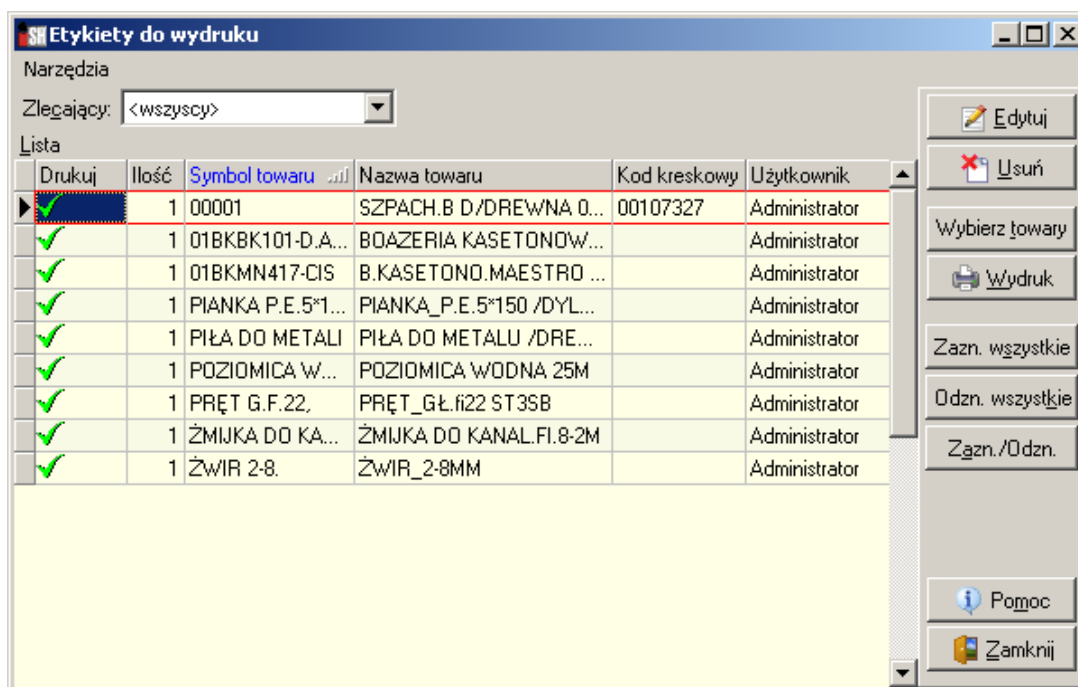 SH Etykiety do wydruku
Narzędzia
Zlecający: <wszyscy>
Lista
Drukuj Ilość Symbol towaru Nazwa towaru Kod kreskowy Użytkownik
1 00001 SZPACH.B D/DREWNA 0... 00107327 Administrator
1 01BKBK101-D.A... BOAZERIA KASETONOW... Administrator
1 01BKMN417-CIS B.KASETONO.MAESTRO ... Administrator
1 PIANKA P.E.5*1... PIANKA_P.E.5*150 /DYL... Administrator
1 PIŁA DO METALI PIŁA DO METALU /DRE... Administrator
1 POZIOMICA W... POZIOMICA WODNA 25M Administrator
1 PRĘT G.F.22, PRĘT_GŁ.fi22 ST3SB Administrator
1 ŻMIJKA DO KA... ŻMIJKA DO KANAL.FI.8-2M Administrator
1 ŻWIR 2-8. ŻWIR_2-8MM Administrator
Edytuj
Usuń
Wybierz towary
Wydruk
Zazn. wszystkie
Odzn. wszystkie
Zazn./Odzn.
Pomoc
Zamknij